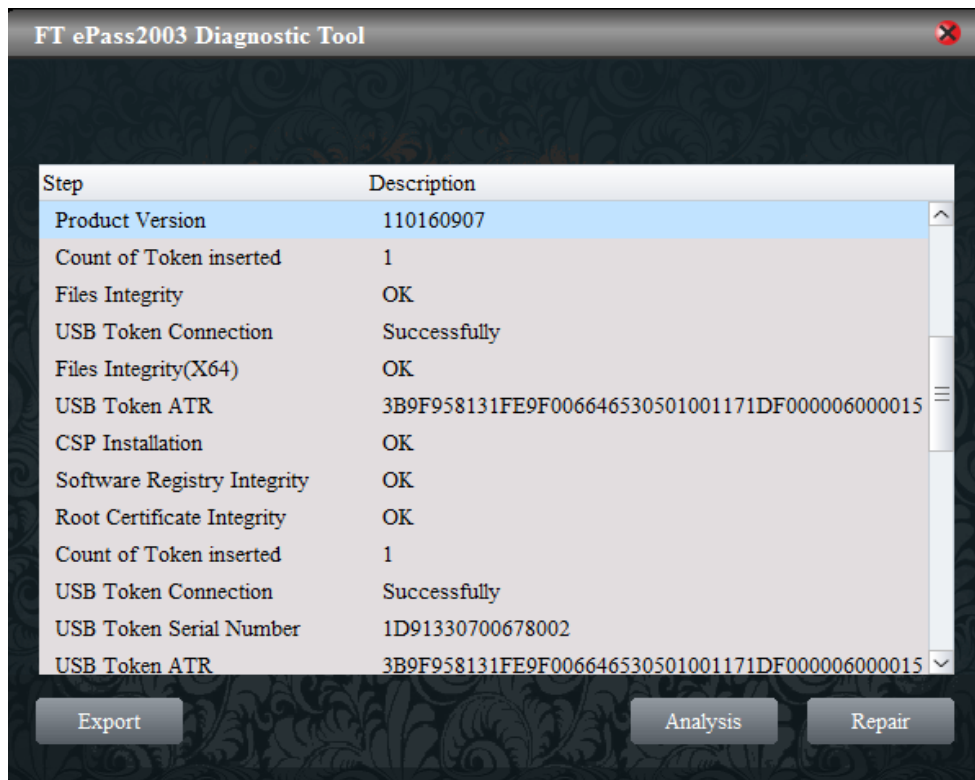 FT ePass2003 Diagnostic Tool
Step Description
Product Version 110160907
Count of Token inserted 1
Files Integrity OK
USB Token Connection Successfully
Files Integrity(X64) OK
USB Token ATR 3B9F958131FE9F006646530501001171DF000006000015
CSP Installation OK
Software Registry Integrity OK
Root Certificate Integrity OK
Count of Token inserted 1
USB Token Connection Successfully
USB Token Serial Number 1D91330700678002
USB Token ATR 3B9F958131FE9F006646530501001171DF000006000015
Export Analysis Repair